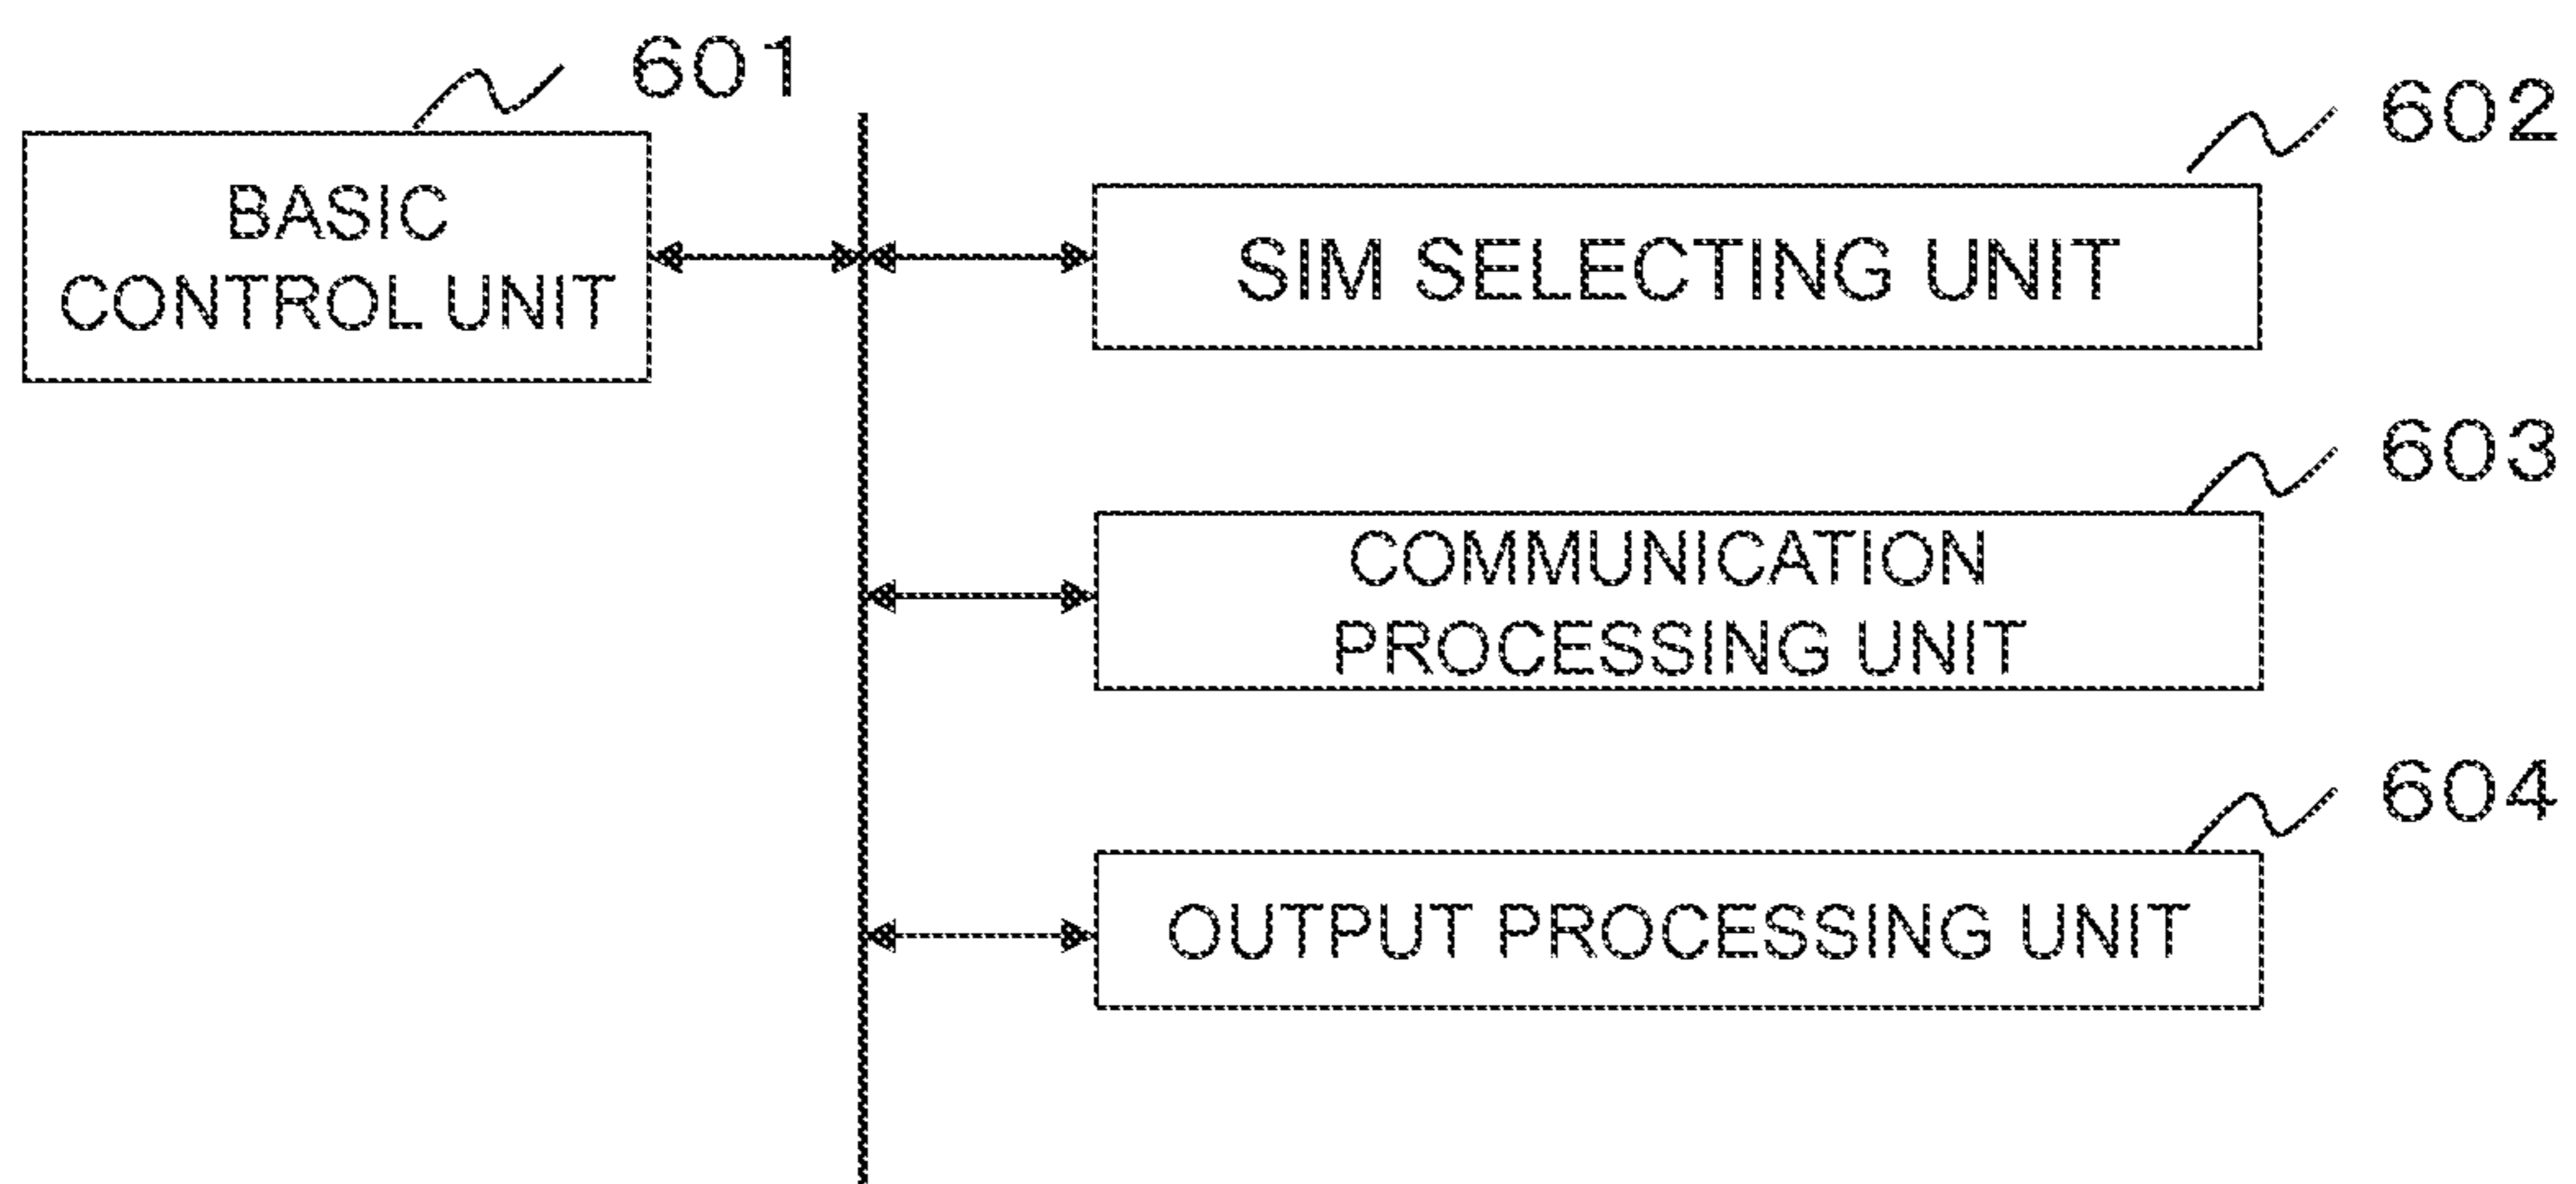 601
BASIC
CONTROL UNIT
602
SIM SELECTING UNIT
603
COMMUNICATION
PROCESSING UNIT
604
OUTPUT PROCESSING UNIT